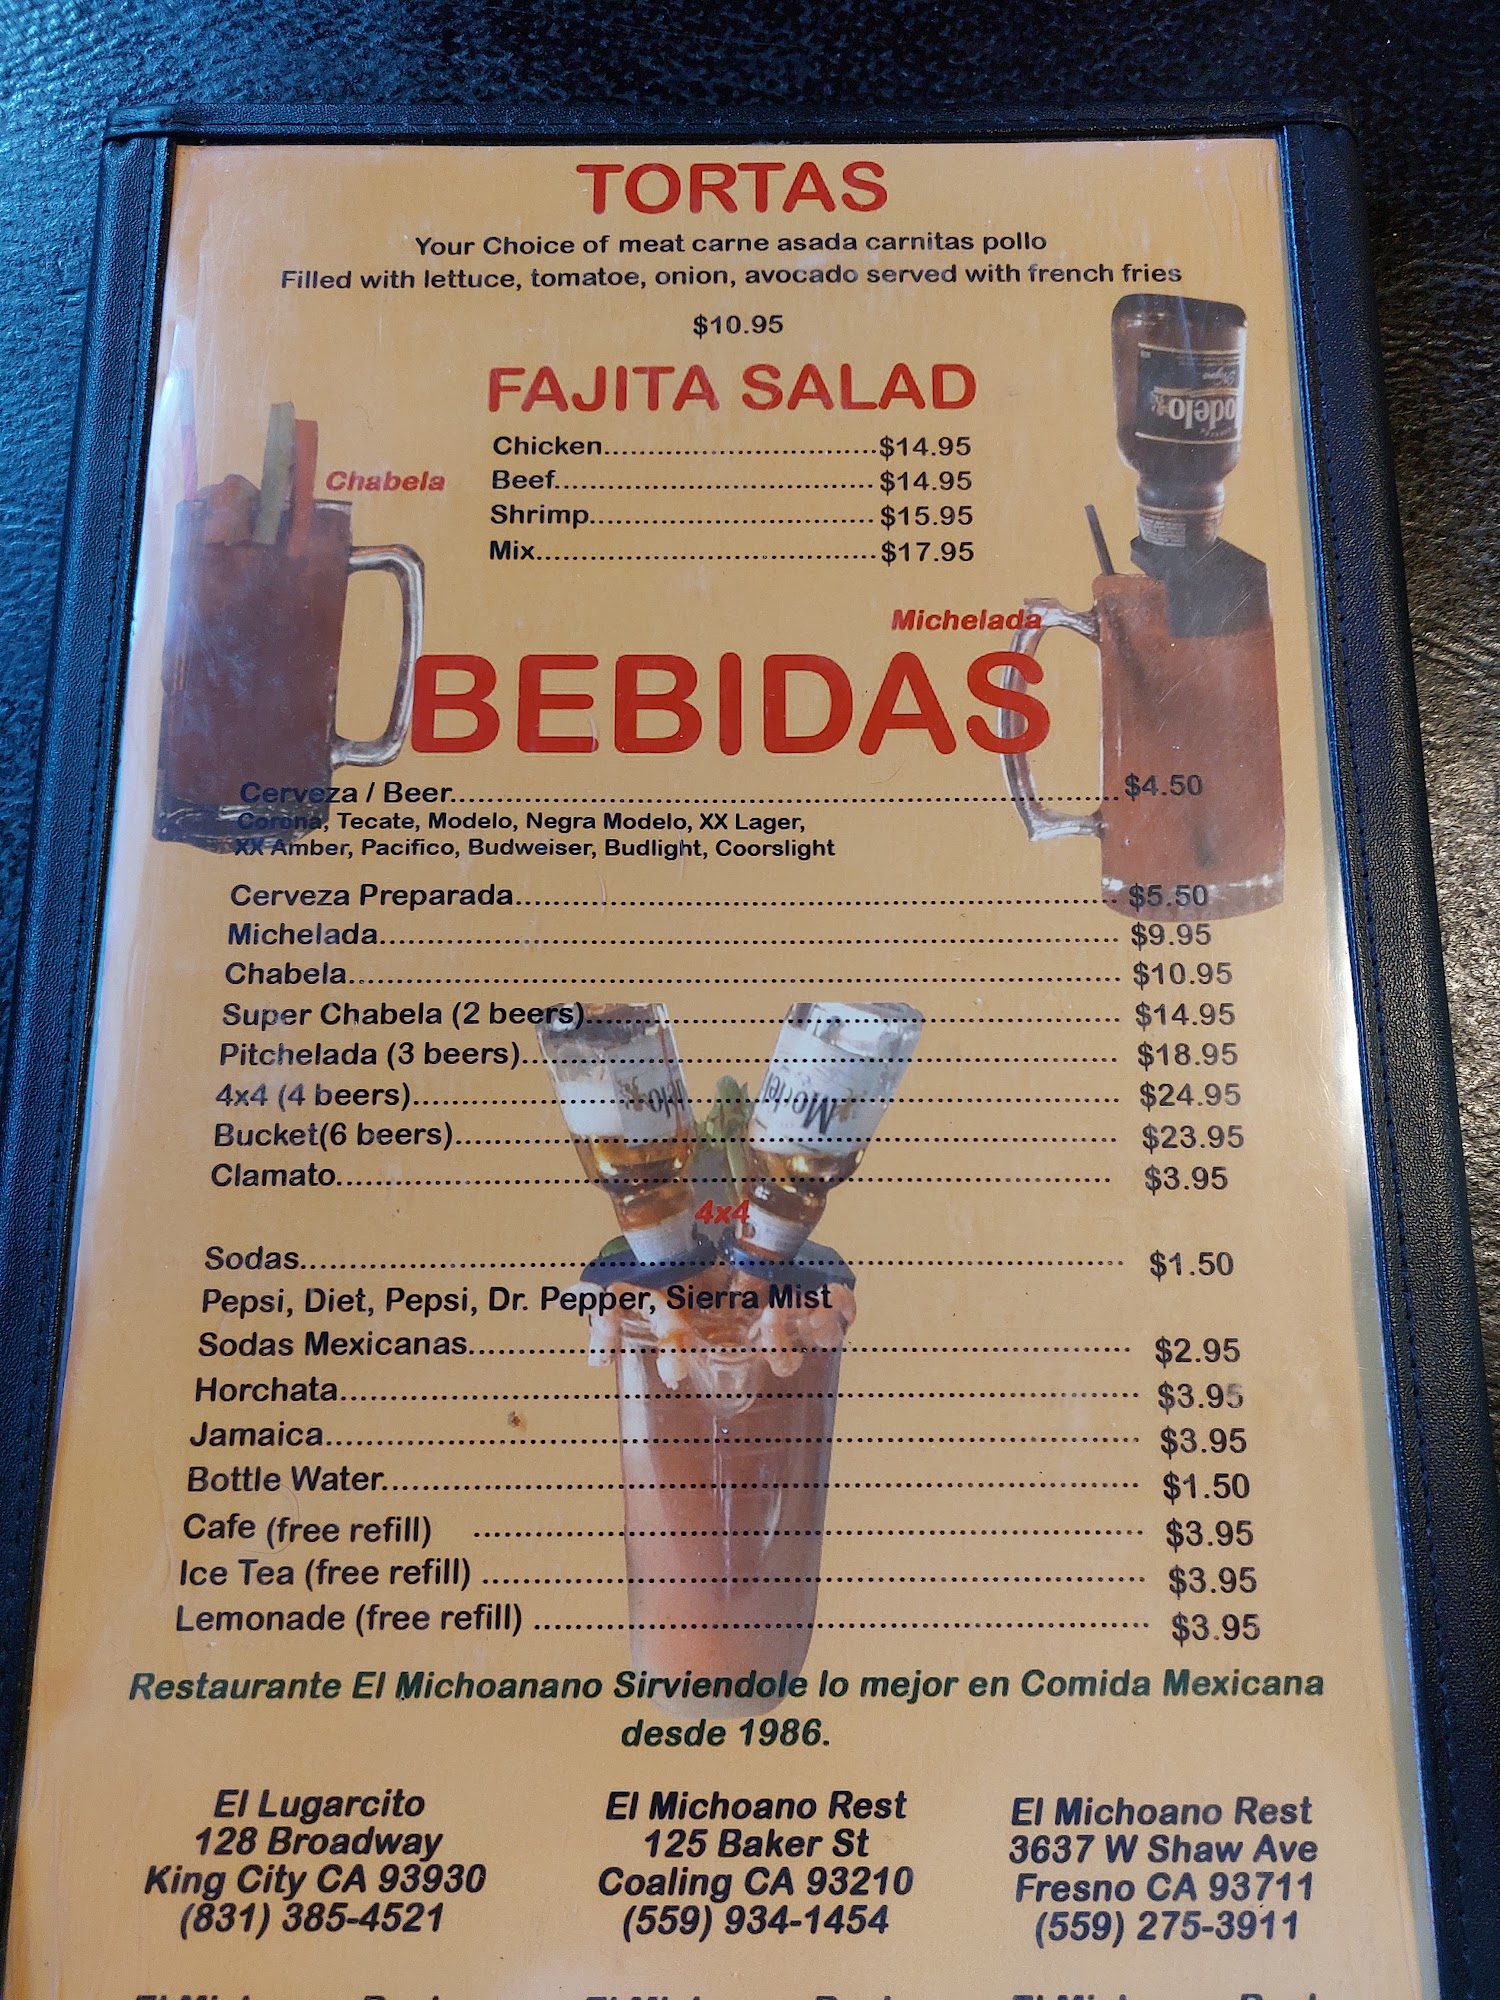 TORTAS
Your Choice of meat carne asada carnitas pollo
Filled with lettuce, tomatoe, onion, avocado served with french fries
$10.95
FAJITA SALAD
Chicken....................................$14.95
Beef....................................$14.95
Shrimp....................................$15.95
Mix....................................$17.95
Chabela
Michelada
BEBIDAS
Cerveza / Beer....................................$4.50
Corona, Tecate, Modelo, Negra Modelo, XX Lager,
XX Amber, Pacifico, Budweiser, Budlight, Coorslight
Cerveza Preparada....................................$5.50
Michelada....................................$9.95
Chabela....................................$10.95
Super Chabela (2 beers)....................................$14.95
Pitchelada (3 beers)....................................$18.95
4x4 (4 beers)....................................$24.95
Bucket(6 beers)....................................$23.95
Clamato....................................$3.95
4x4
Sodas....................................$1.50
Pepsi, Diet, Pepsi, Dr. Pepper, Sierra Mist
Sodas Mexicanas....................................$2.95
Horchata....................................$3.95
Jamaica....................................$3.95
Bottle Water....................................$1.50
Cafe (free refill) ....................................$3.95
Ice Tea (free refill) ....................................$3.95
Lemonade (free refill) ....................................$3.95
Restaurante El Michoanano Sirviendole lo mejor en Comida Mexicana
desde 1986.
El Lugarcito
128 Broadway
King City CA 93930
(831) 385-4521
El Michoano Rest
125 Baker St
Coaling CA 93210
(559) 934-1454
El Michoano Rest
3637 W Shaw Ave
Fresno CA 93711
(559) 275-3911